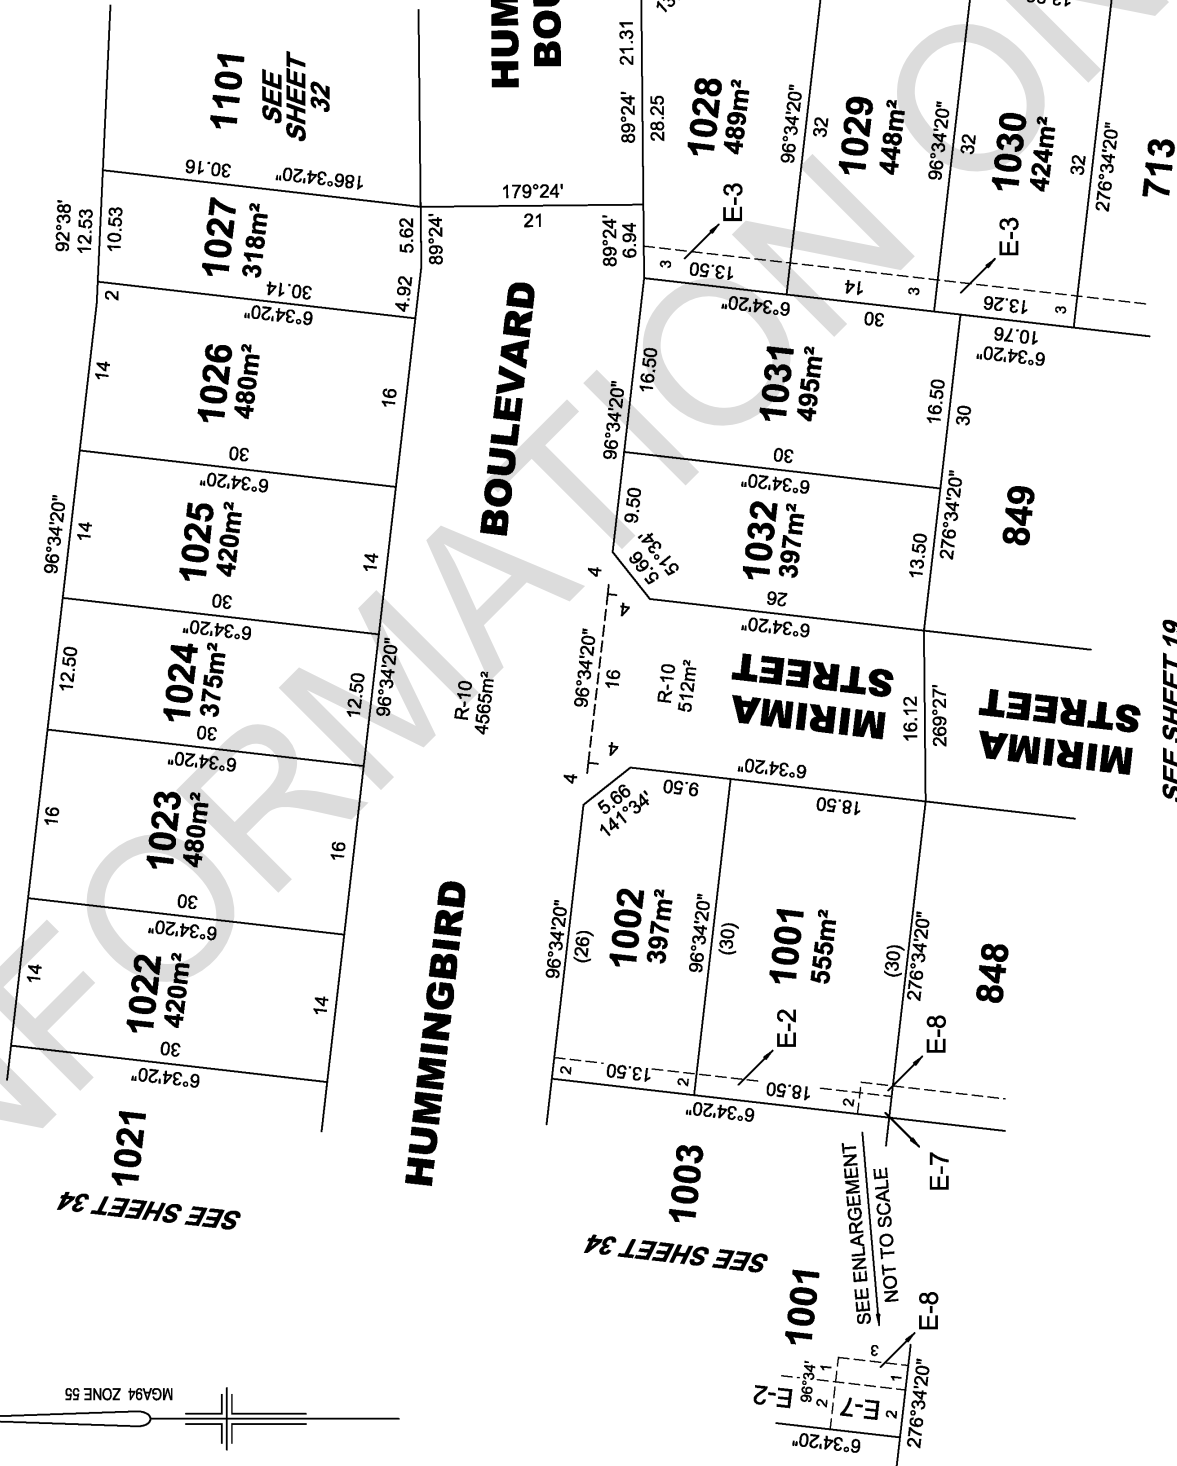 1101
SEE
SHEET
32
30.16
186°34'20"
92°38'
12.53
10.53
1027
318m²
5.62
89°24'
4.92
30.14
6°34'20"
2
14
1026
480m²
16
30
6°34'20"
96°34'20"
14
1025
420m²
14
30
6°34'20"
12.50
1024
375m²
12.50
96°34'20"
30
6°34'20"
16
1023
480m²
16
30
6°34'20"
14
1022
420m²
14
30
6°34'20"
1021
SEE SHEET 34
HUM
BOU
179°24'
21
BOULEVARD
HUMMINGBIRD
R-10
4565m²
21.31
89°24'
28.25
1028
489m²
89°24'
6.94
3
13.50
6°34'20"
E-3
96°34'20"
32
1029
448m²
14
30
3
96°34'20"
32
1030
424m²
32
276°34'20"
713
E-3
13.26
3
10.76
6°34'20"
16.50
96°34'20"
1031
495m²
16.50
30
30
6°34'20"
9.50
5.66
51°34'
1032
397m²
13.50
276°34'20"
849
26
6°34'20"
4
4
96°34'20"
16
4
4
R-10
512m²
MIRIMA
STREET
16.12
269°27'
MIRIMA
STREET
SEE SHEET 19
6°34'20"
9.50
18.50
5.66
141°34'
96°34'20"
(26)
1002
397m²
96°34'20"
(30)
1001
555m²
(30)
276°34'20"
848
2
13.50
2
18.50
2
6°34'20"
E-2
E-8
E-7
1003
SEE SHEET 34
SEE ENLARGEMENT
NOT TO SCALE
1001
E-8
3
1
96°34'
1
2
2
E-2
E-7
6°34'20"
276°34'20"
MGA94 ZONE 55
NFORMATION ON